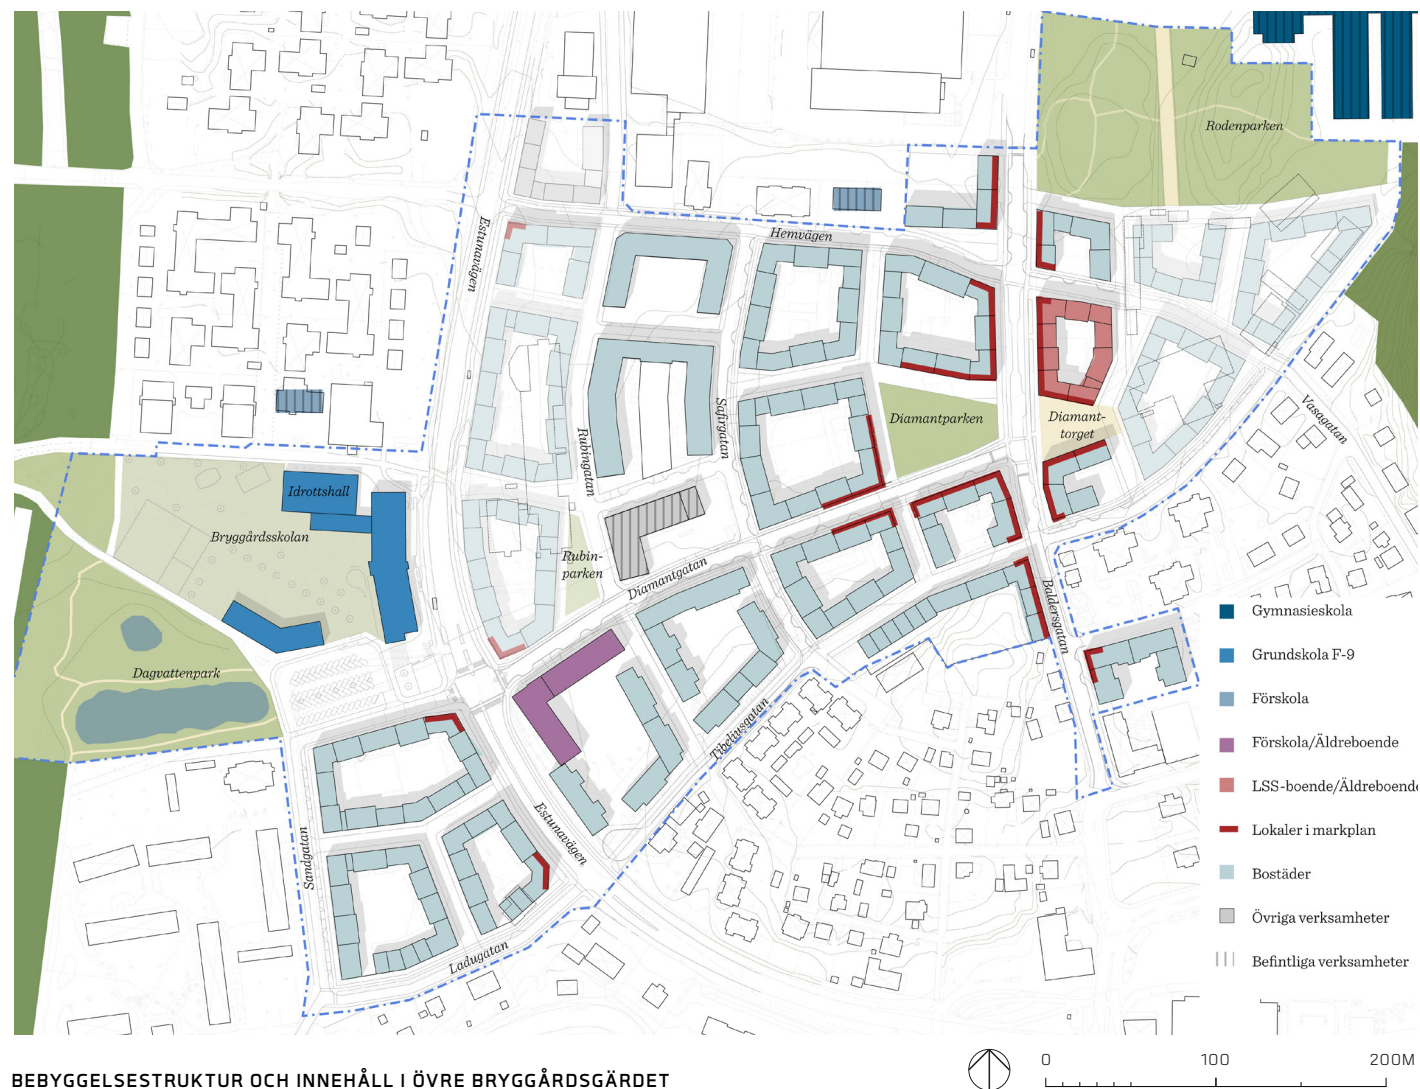 Rodenparken
Estunavägen
Hemvägen
Safirgatan
Rubingatan
Diamantparken
Diamant-
torget
Vasagatan
Idrottshall
Bryggårdsskolan
Rubin-
parken
Diamantgatan
Baldersgatan
Dagvattenpark
Tibeliusgatan
Estunavägen
Sandgatan
Ladugatan
Gymnasieskola
Grundskola F-9
Förskola
Förskola/Äldreboende
LSS-boende/Äldreboende
Lokaler i markplan
Bostäder
Övriga verksamheter
Befintliga verksamheter
0 100 200M
BEBYGGELSESTRUKTUR OCH INNEHÅLL I ÖVRE BRYGGÅRDSGÄRDET